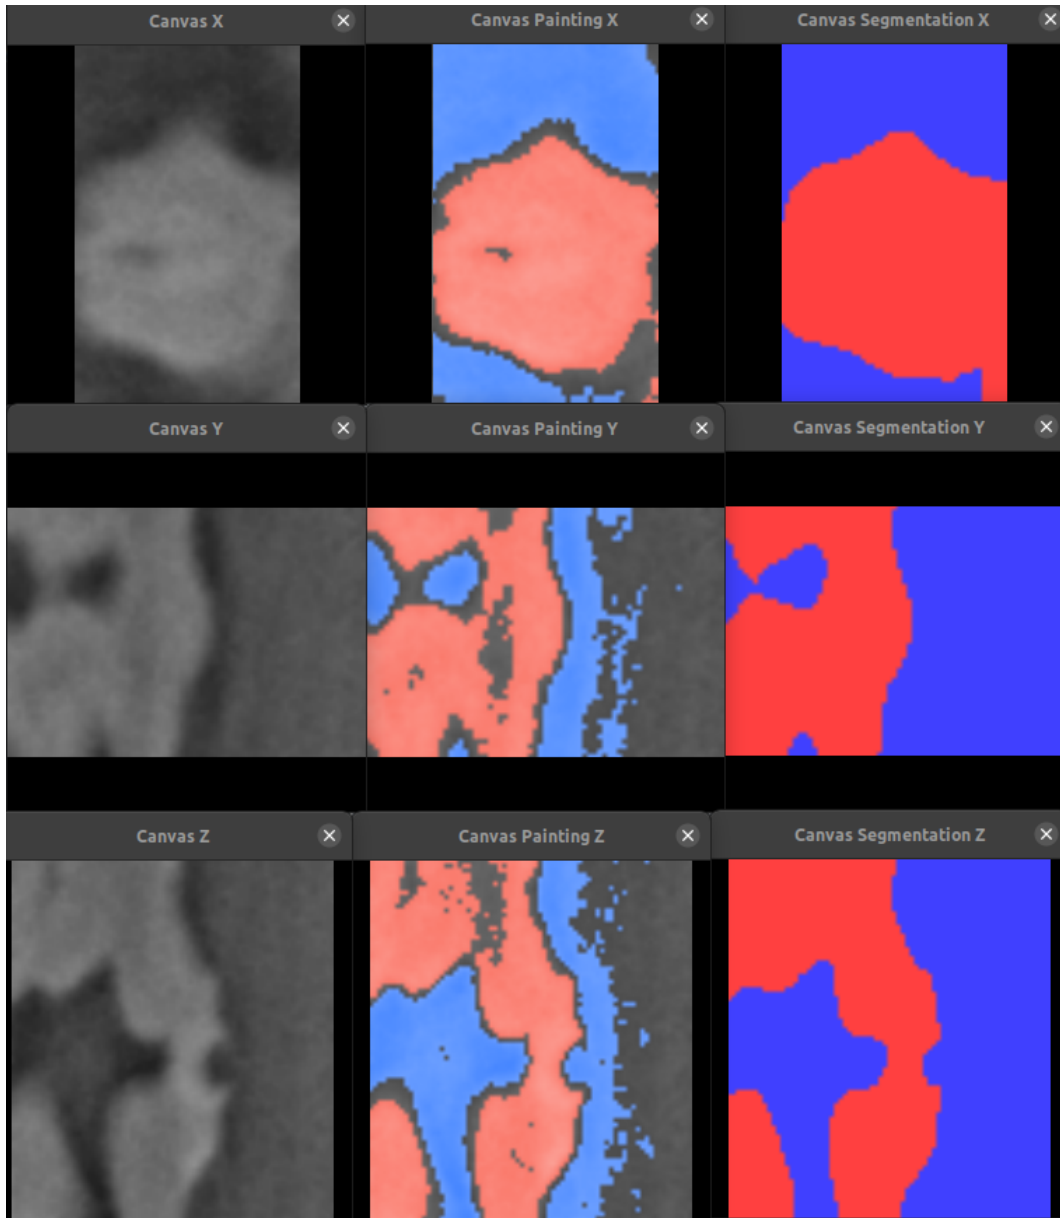 Canvas X
Canvas Painting X
Canvas Segmentation X
Canvas Y
Canvas Painting Y
Canvas Segmentation Y
Canvas Z
Canvas Painting Z
Canvas Segmentation Z